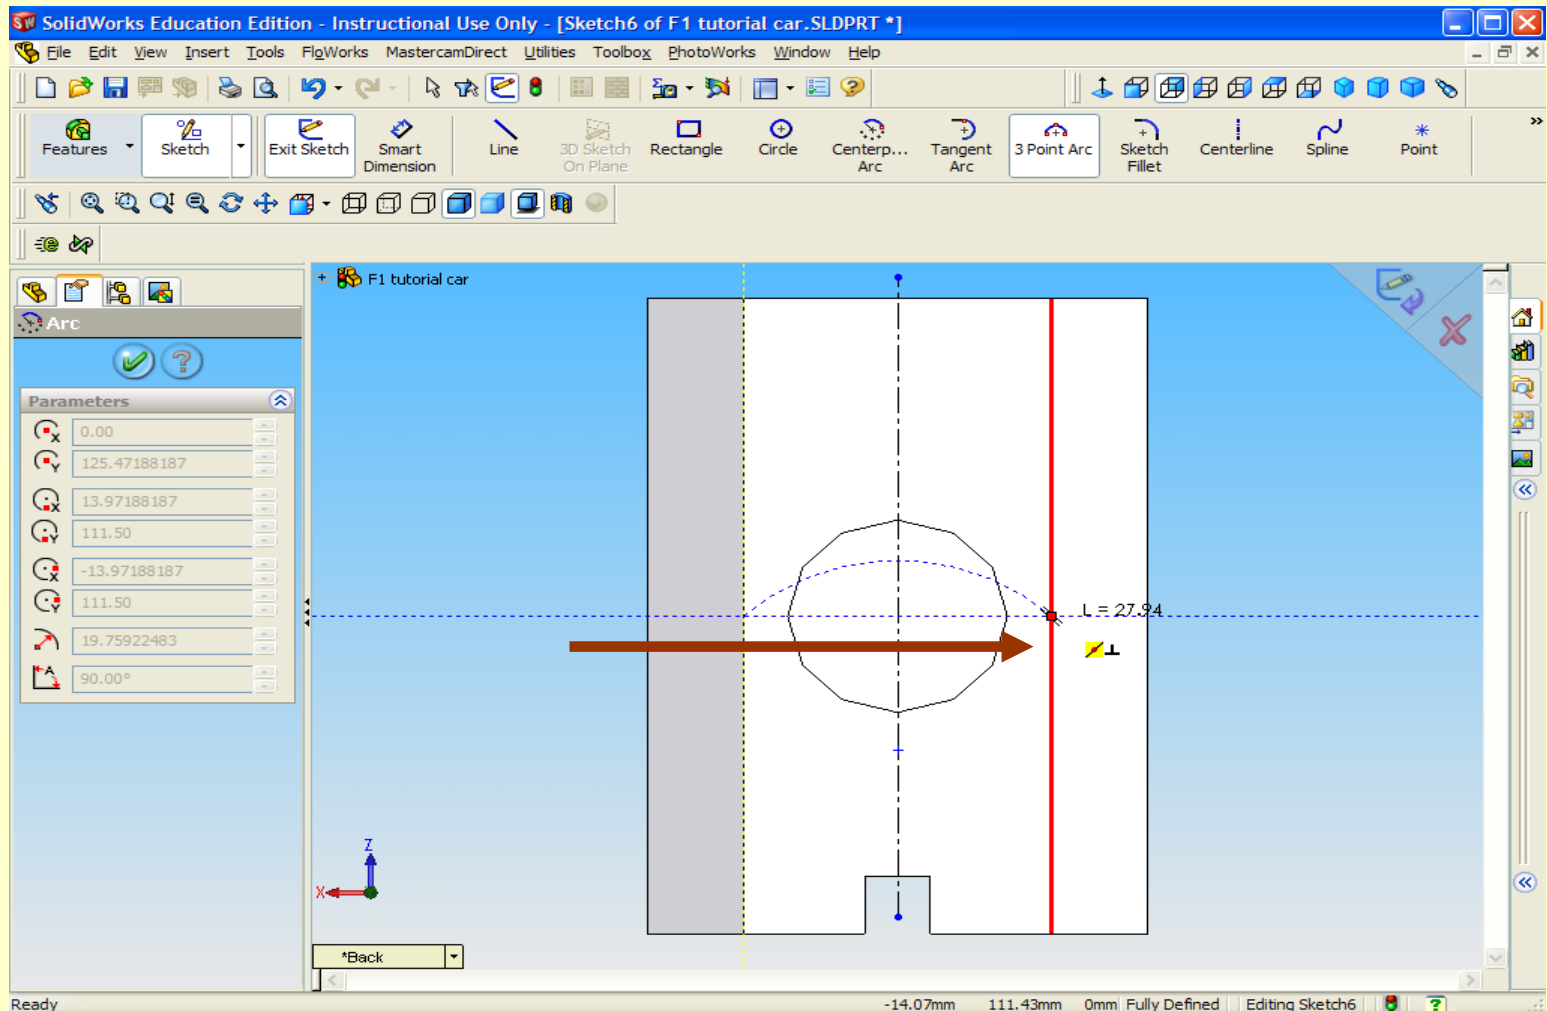 SolidWorks Education Edition - Instructional Use Only - [Sketch6 of F1 tutorial car.SLDPRT *]
File Edit View Insert Tools FloWorks MastercamDirect Utilities Toolbox PhotoWorks Window Help
Features Sketch Exit Sketch Smart Dimension Line 3D Sketch On Plane Rectangle Circle Centerp... Arc Tangent Arc 3 Point Arc Sketch Fillet Centerline Spline Point
F1 tutorial car
Arc
Parameters
0.00
125.47188187
13.97188187
111.50
-13.97188187
111.50
19.75922483
90.00°
L = 27.94
Z
X
*Back
Ready -14.07mm 111.43mm 0mm Fully Defined Editing Sketch6